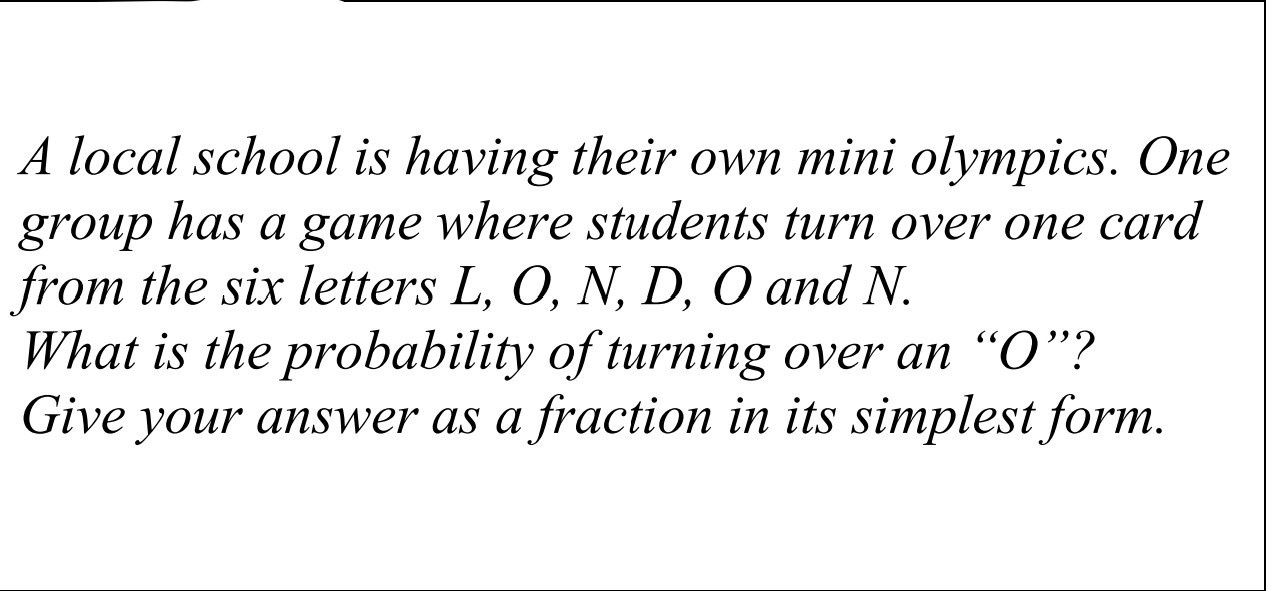 A local school is having their own mini olympics. One
group has a game where students turn over one card
from the six letters L, O, N, D, O and N.
What is the probability of turning over an “O”?
Give your answer as a fraction in its simplest form.